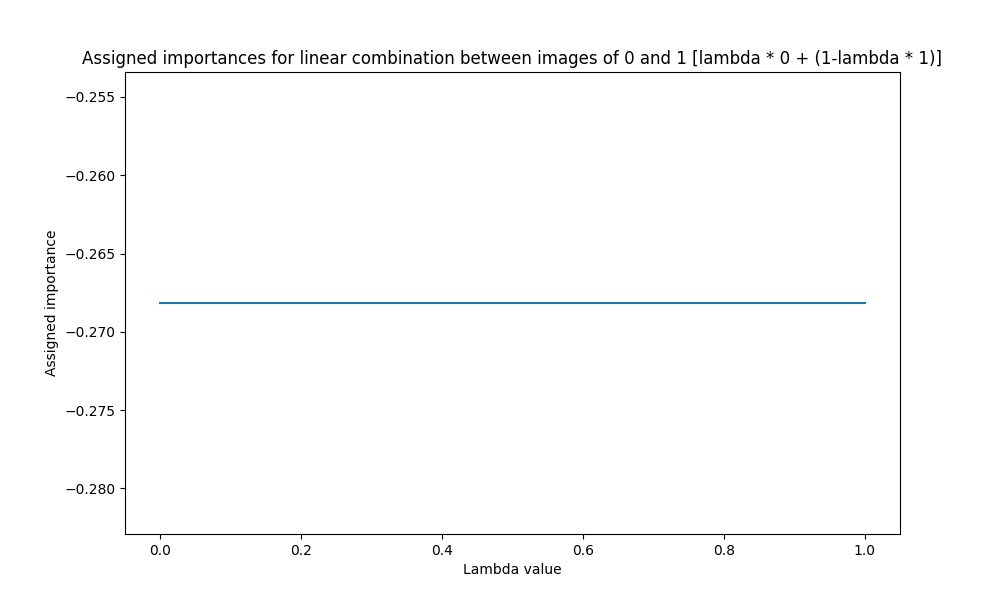 Assigned importances for linear combination between images of 0 and 1 [lambda * 0 + (1-lambda * 1)]
−0.255
−0.260
−0.265
−0.270
−0.275
−0.280
Assigned importance
0.0 0.2 0.4 0.6 0.8 1.0
Lambda value